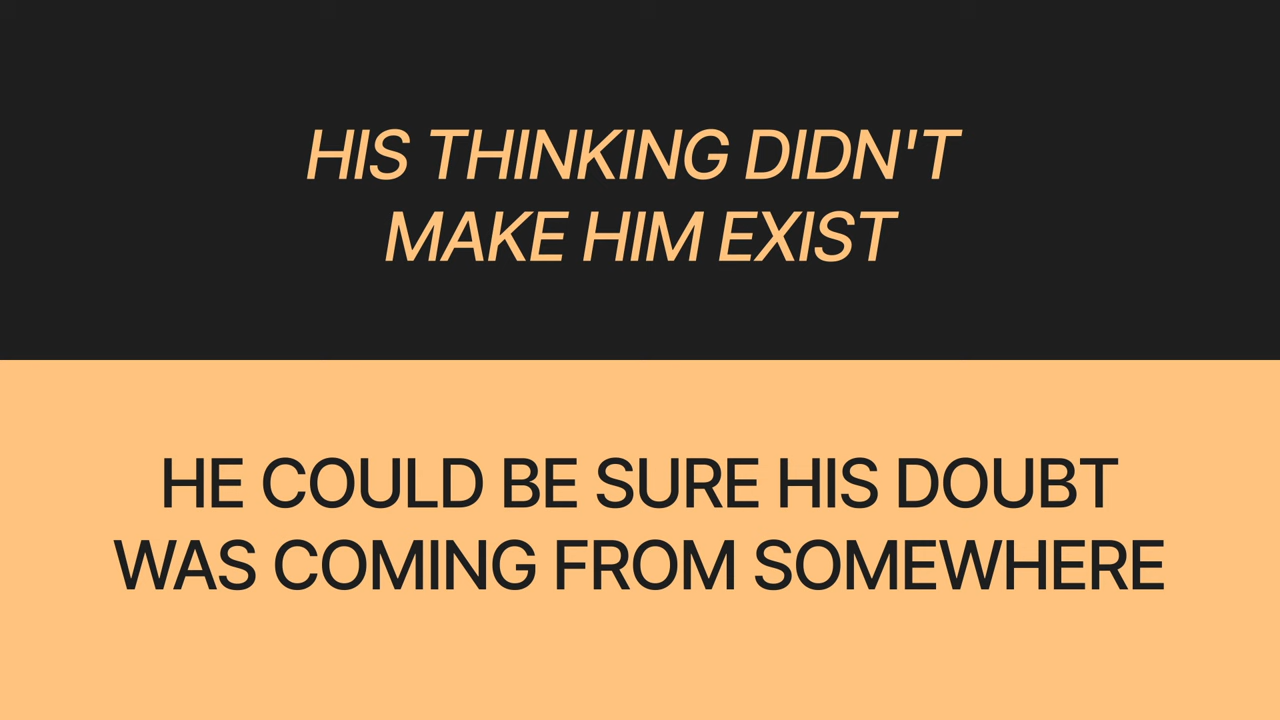 HIS THINKING DIDN'T
MAKE HIM EXIST
HE COULD BE SURE HIS DOUBT
WAS COMING FROM SOMEWHERE